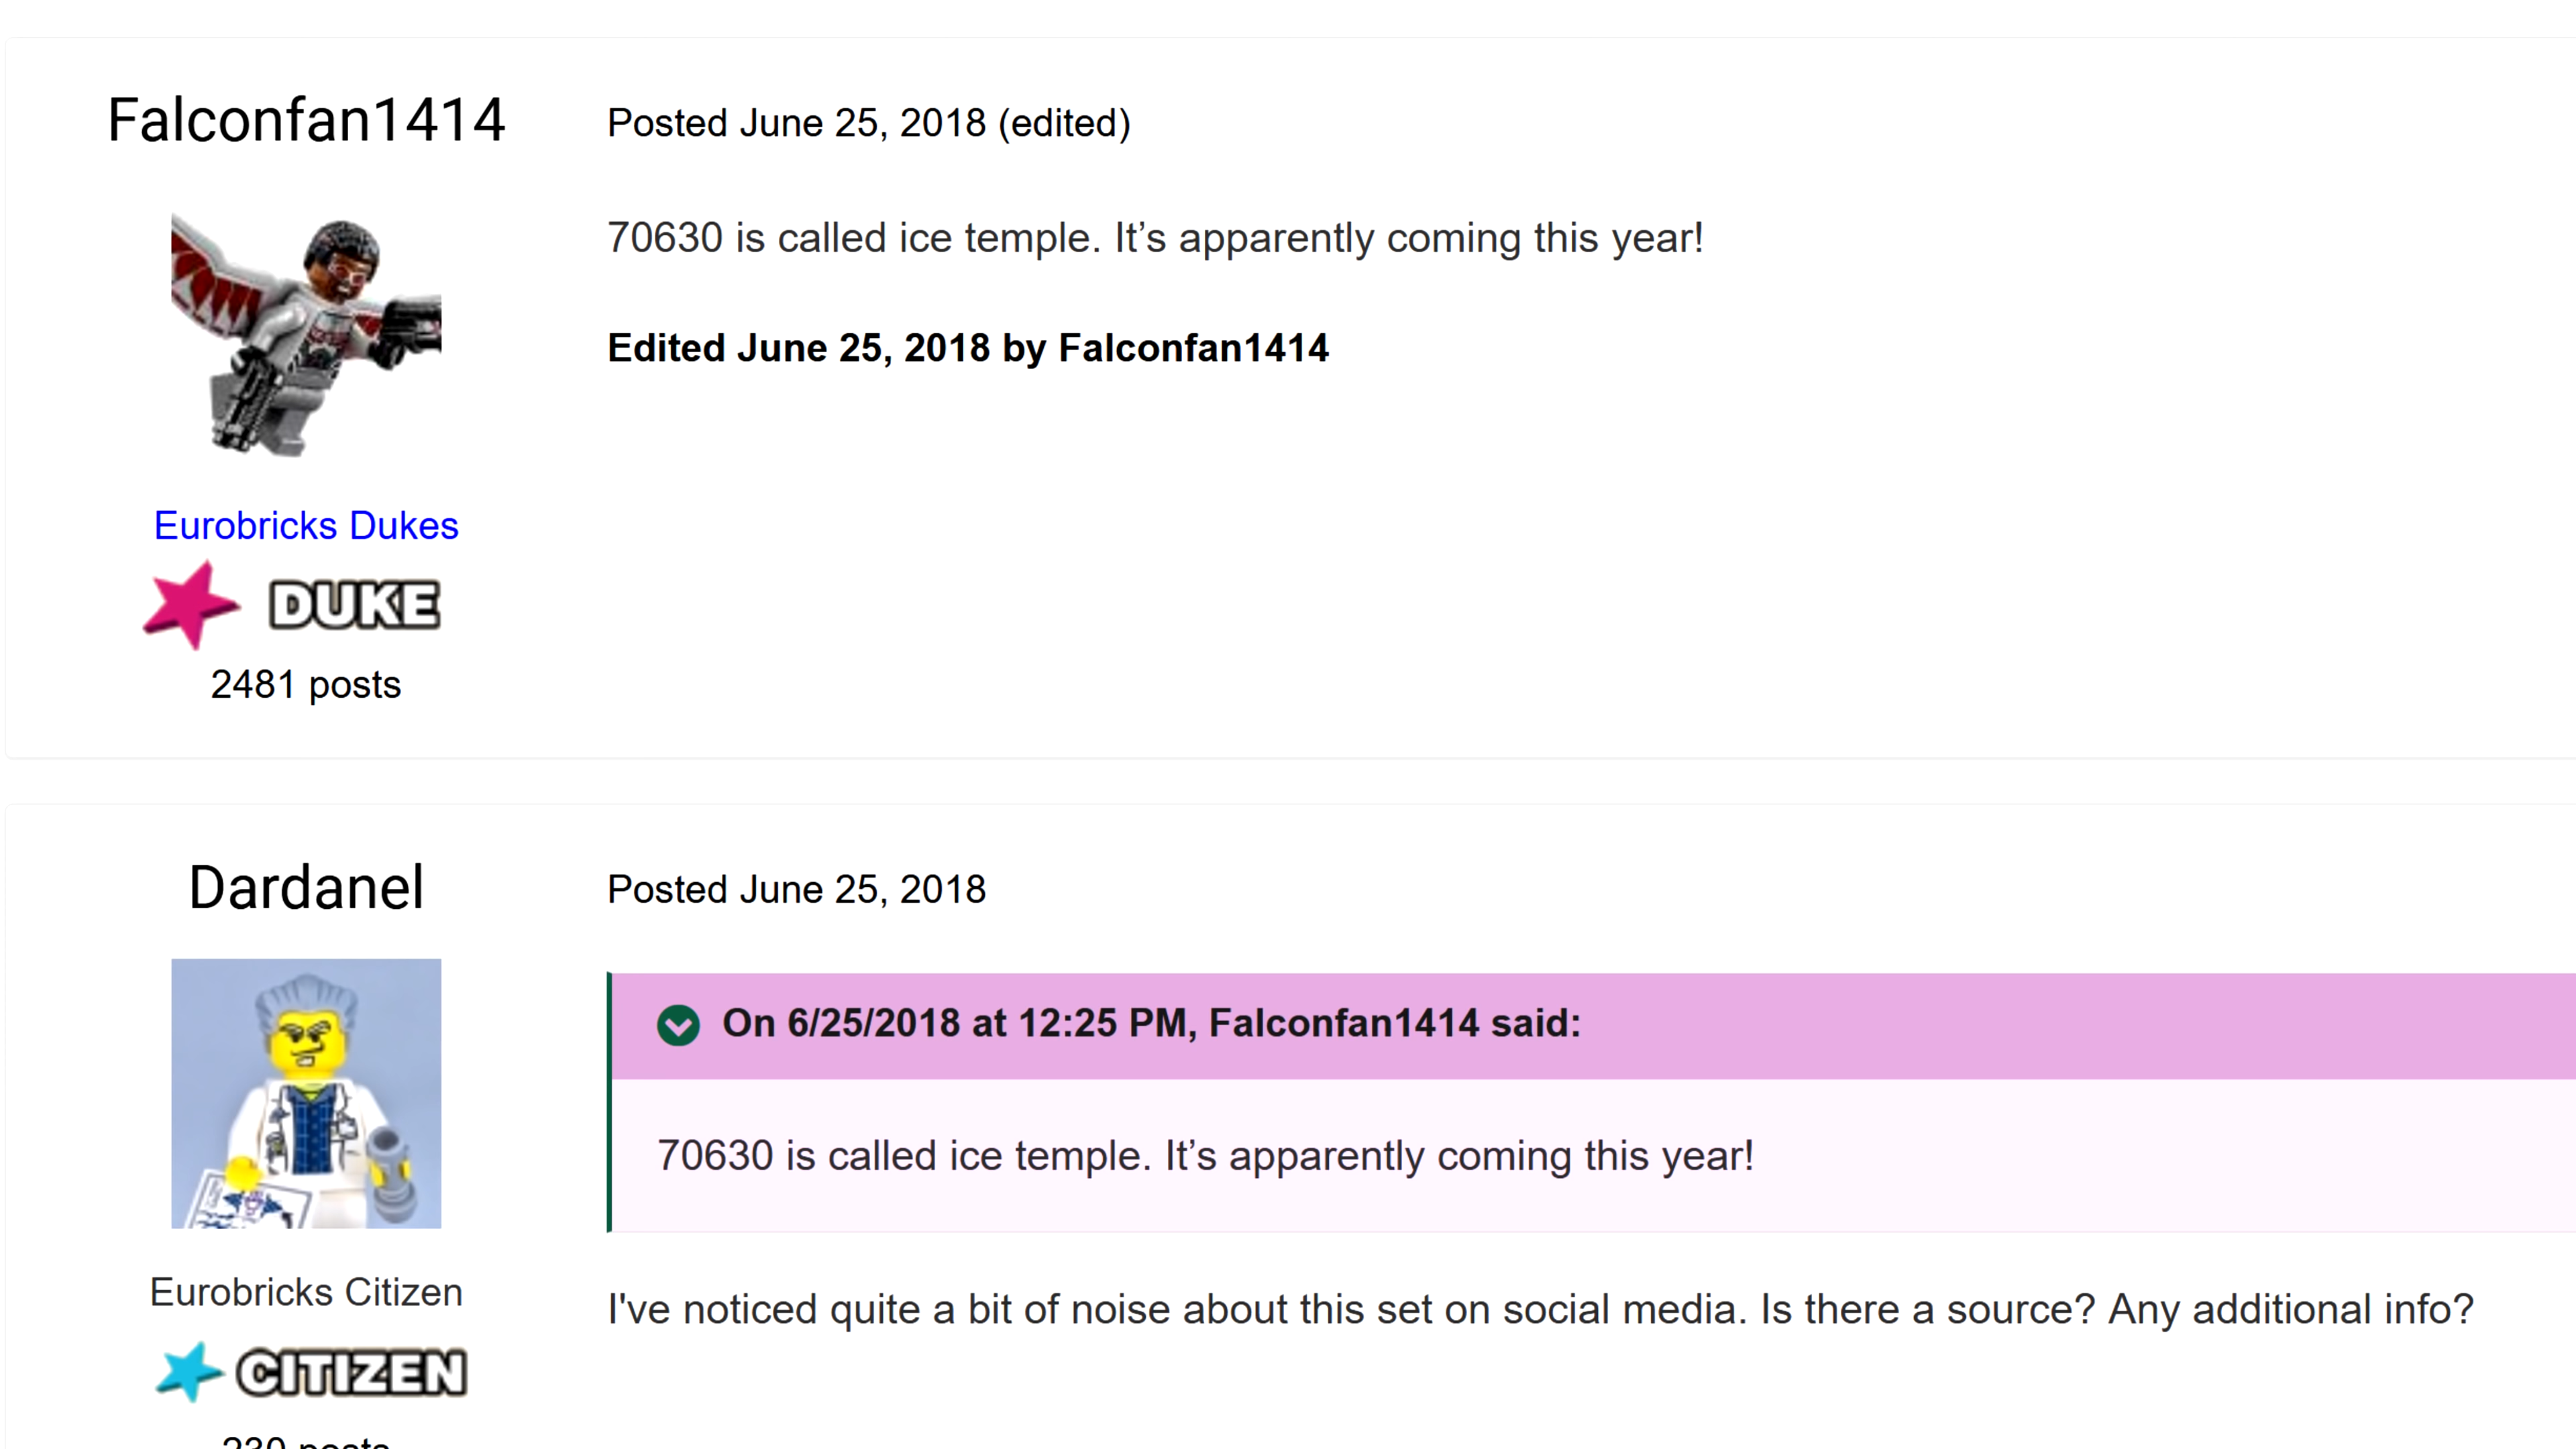 Falconfan1414
Posted June 25, 2018 (edited)
70630 is called ice temple. It’s apparently coming this year!
Edited June 25, 2018 by Falconfan1414
Eurobricks Dukes
DUKE
2481 posts
Dardanel
Posted June 25, 2018
On 6/25/2018 at 12:25 PM, Falconfan1414 said:
70630 is called ice temple. It’s apparently coming this year!
Eurobricks Citizen
I've noticed quite a bit of noise about this set on social media. Is there a source? Any additional info?
CITIZEN
230 posts